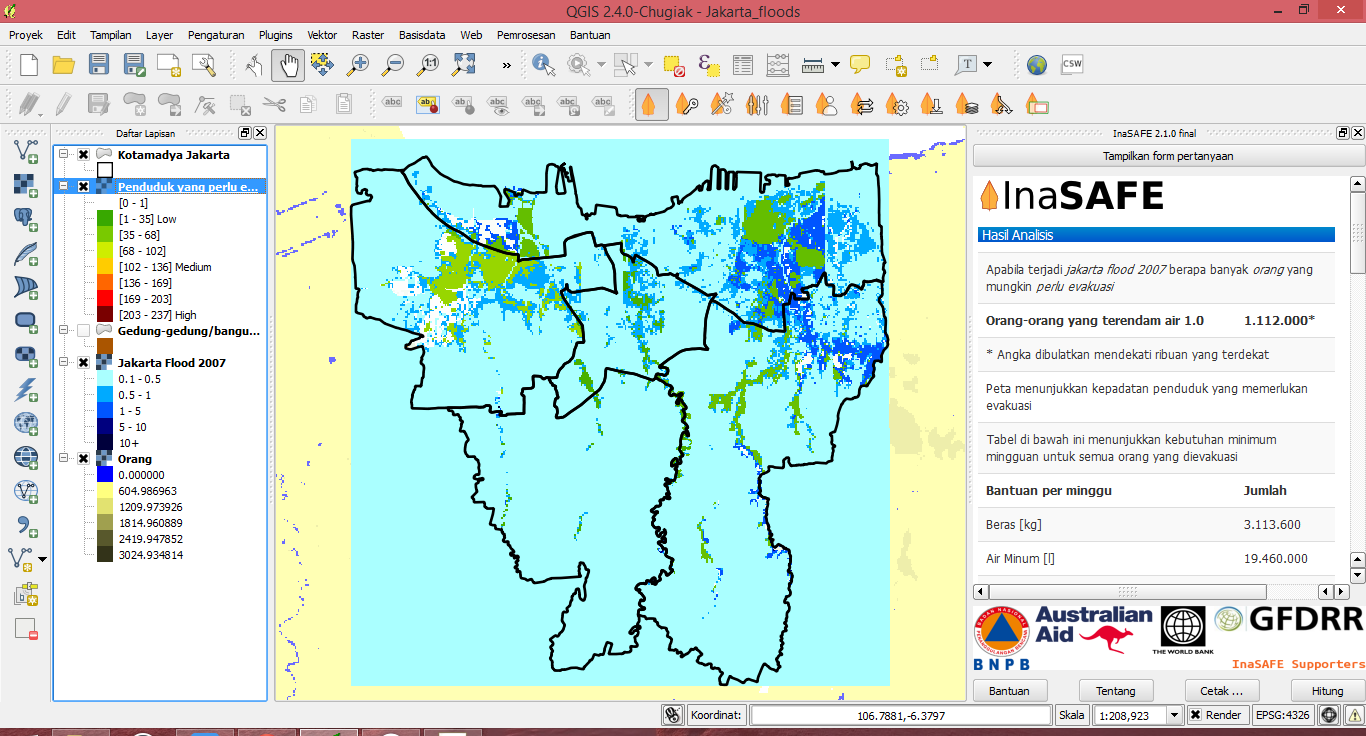 QGIS 2.4.0-Chugiak - Jakarta_floods
Proyek Edit Tampilan Layer Pengaturan Plugins Vektor Raster Basisdata Web Pemrosesan Bantuan
1:1
»
T
CSW
abc
ab
ab
abc
abc
abc
abc
Daftar Lapisan
Kotamadya Jakarta
Penduduk yang perlu e...
[0 - 1]
[1 - 35] Low
[35 - 68]
[68 - 102]
[102 - 136] Medium
[136 - 169]
[169 - 203]
[203 - 237] High
Gedung-gedung/bangu...
Jakarta Flood 2007
0.1 - 0.5
0.5 - 1
1 - 5
5 - 10
10+
Orang
0.000000
604.986963
1209.973926
1814.960889
2419.947852
3024.934814
InaSAFE 2.1.0 final
Tampilkan form pertanyaan
InaSAFE
Hasil Analisis
Apabila terjadi jakarta flood 2007 berapa banyak orang yang
mungkin perlu evakuasi
Orang-orang yang terendam air 1.0 1.112.000*
* Angka dibulatkan mendekati ribuan yang terdekat
Peta menunjukkan kepadatan penduduk yang memerlukan
evakuasi
Tabel di bawah ini menunjukkan kebutuhan minimum
mingguan untuk semua orang yang dievakuasi
Bantuan per minggu Jumlah
Beras [kg] 3.113.600
Air Minum [l] 19.460.000
BNPB
Australian
Aid
THE WORLD BANK
GFDRR
InaSAFE Supporters
Bantuan Tentang Cetak ... Hitung
Koordinat: 106.7881,-6.3797 Skala 1:208,923 Render EPSG:4326